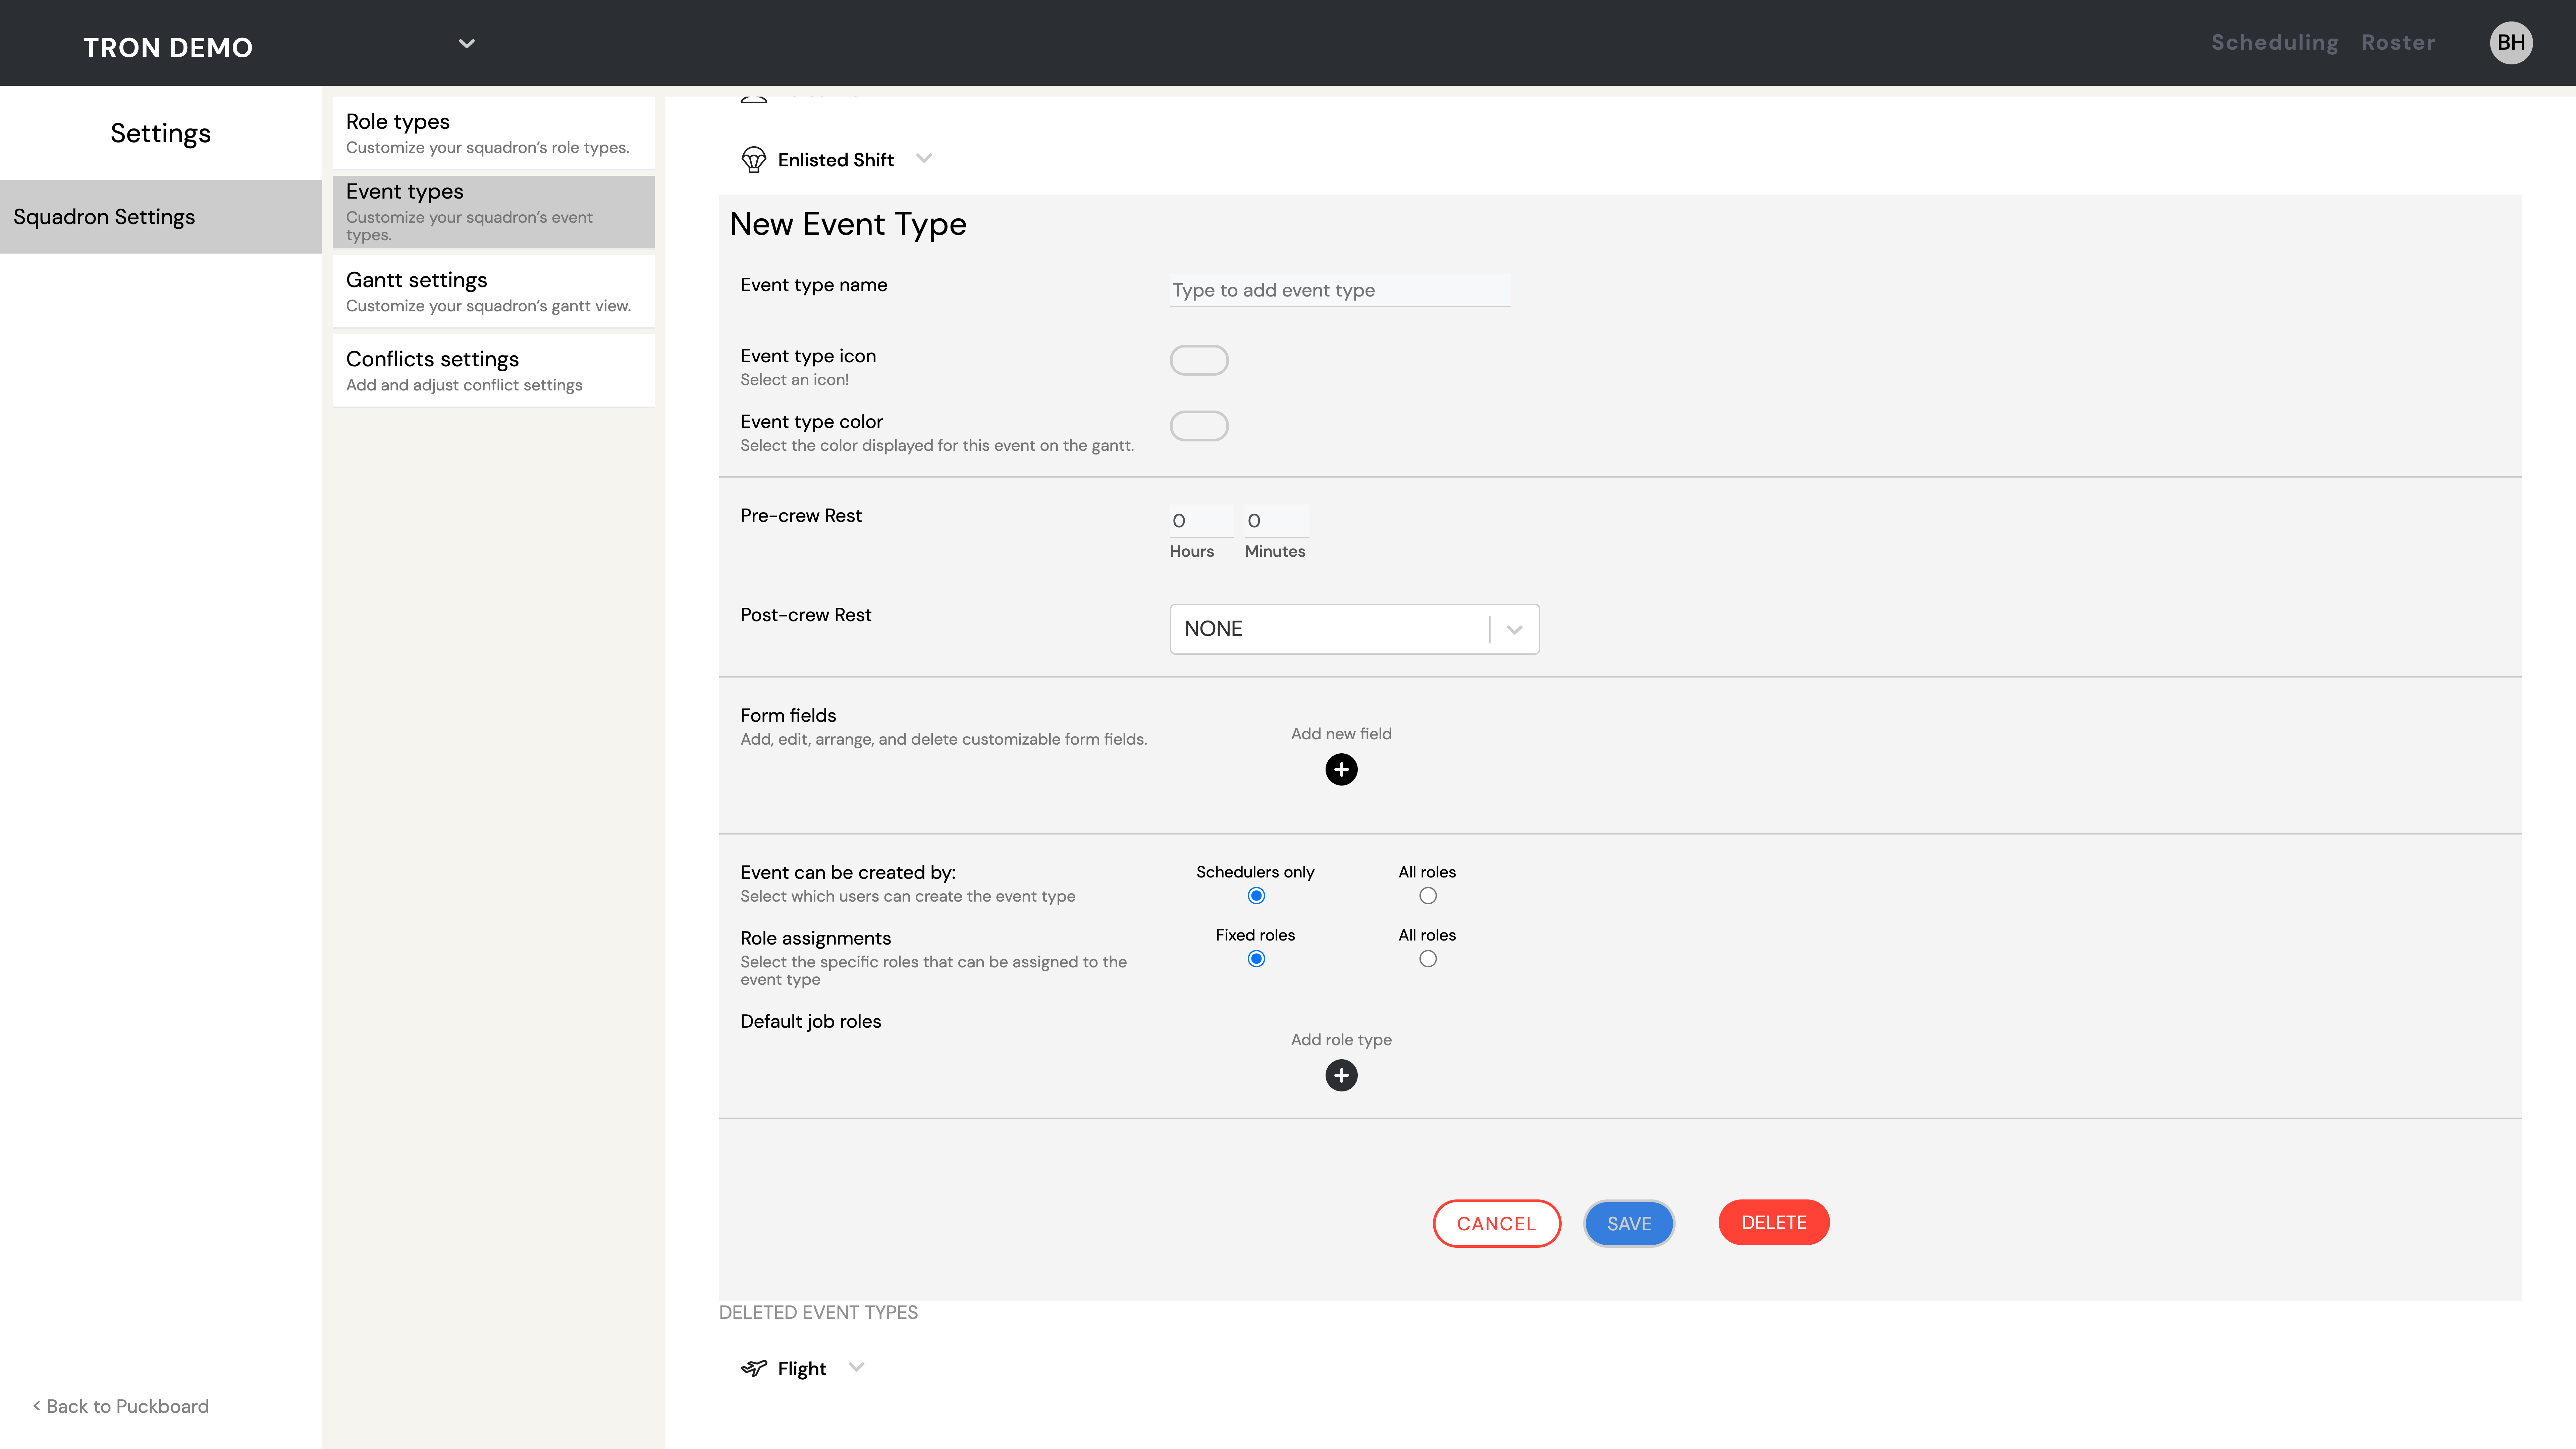 TRON DEMO
Scheduling Roster
BH
Settings
Squadron Settings
< Back to Puckboard
Role types
Customize your squadron's role types.
Event types
Customize your squadron's event
types.
Gantt settings
Customize your squadron's gantt view.
Conflicts settings
Add and adjust conflict settings
Enlisted Shift
New Event Type
Event type name
Type to add event type
Event type icon
Select an icon!
Event type color
Select the color displayed for this event on the gantt.
Pre-crew Rest
0 0
Hours Minutes
Post-crew Rest
NONE
Form fields
Add, edit, arrange, and delete customizable form fields.
Add new field
Event can be created by:
Select which users can create the event type
Schedulers only All roles
Role assignments
Select the specific roles that can be assigned to the
event type
Fixed roles All roles
Default job roles
Add role type
CANCEL SAVE DELETE
DELETED EVENT TYPES
Flight